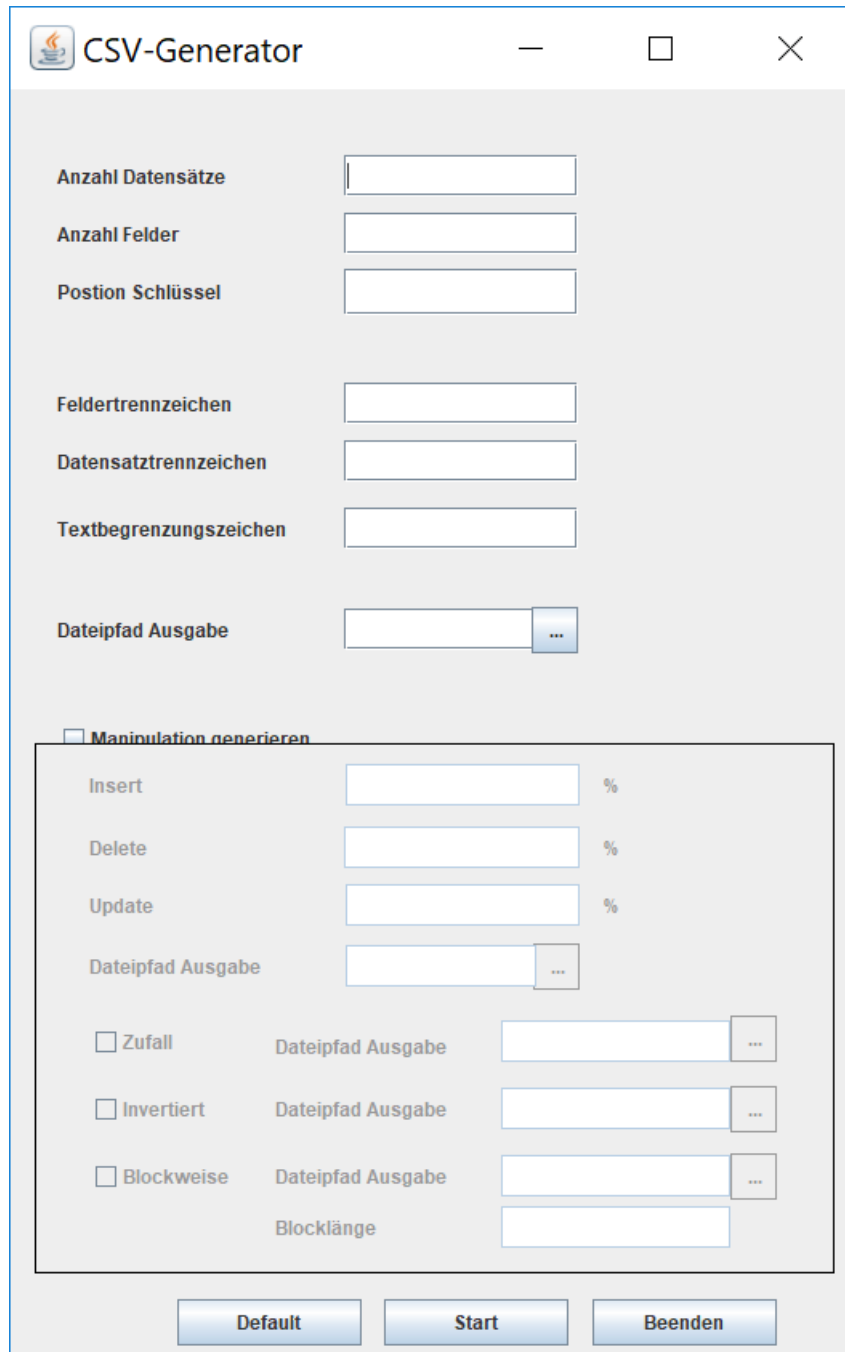 CSV-Generator
Anzahl Datensätze
Anzahl Felder
Postion Schlüssel
Feldertrennzeichen
Datensatztrennzeichen
Textbegrenzungszeichen
Dateipfad Ausgabe ...
Manipulation generieren
Insert %
Delete %
Update %
Dateipfad Ausgabe ...
Zufall Dateipfad Ausgabe ...
Invertiert Dateipfad Ausgabe ...
Blockweise Dateipfad Ausgabe ...
Blocklänge
Default Start Beenden